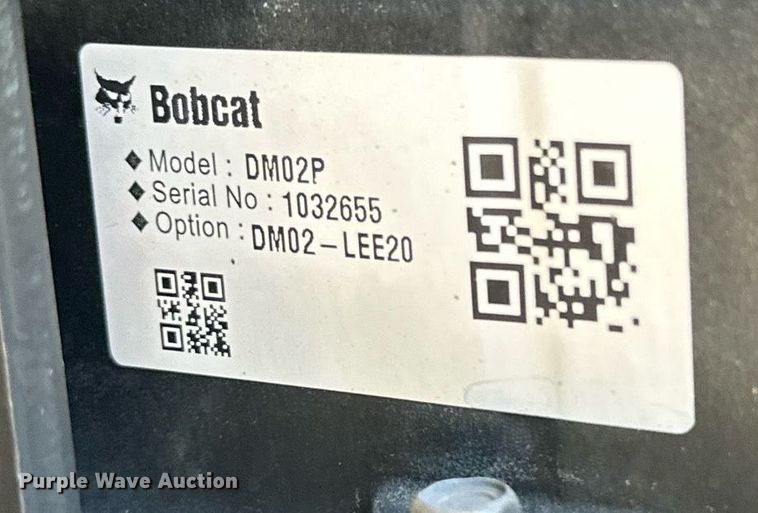 Bobcat
◆ Model : DM02P
◆ Serial No : 1032655
◆ Option : DM02-LEE20
Purple Wave Auction